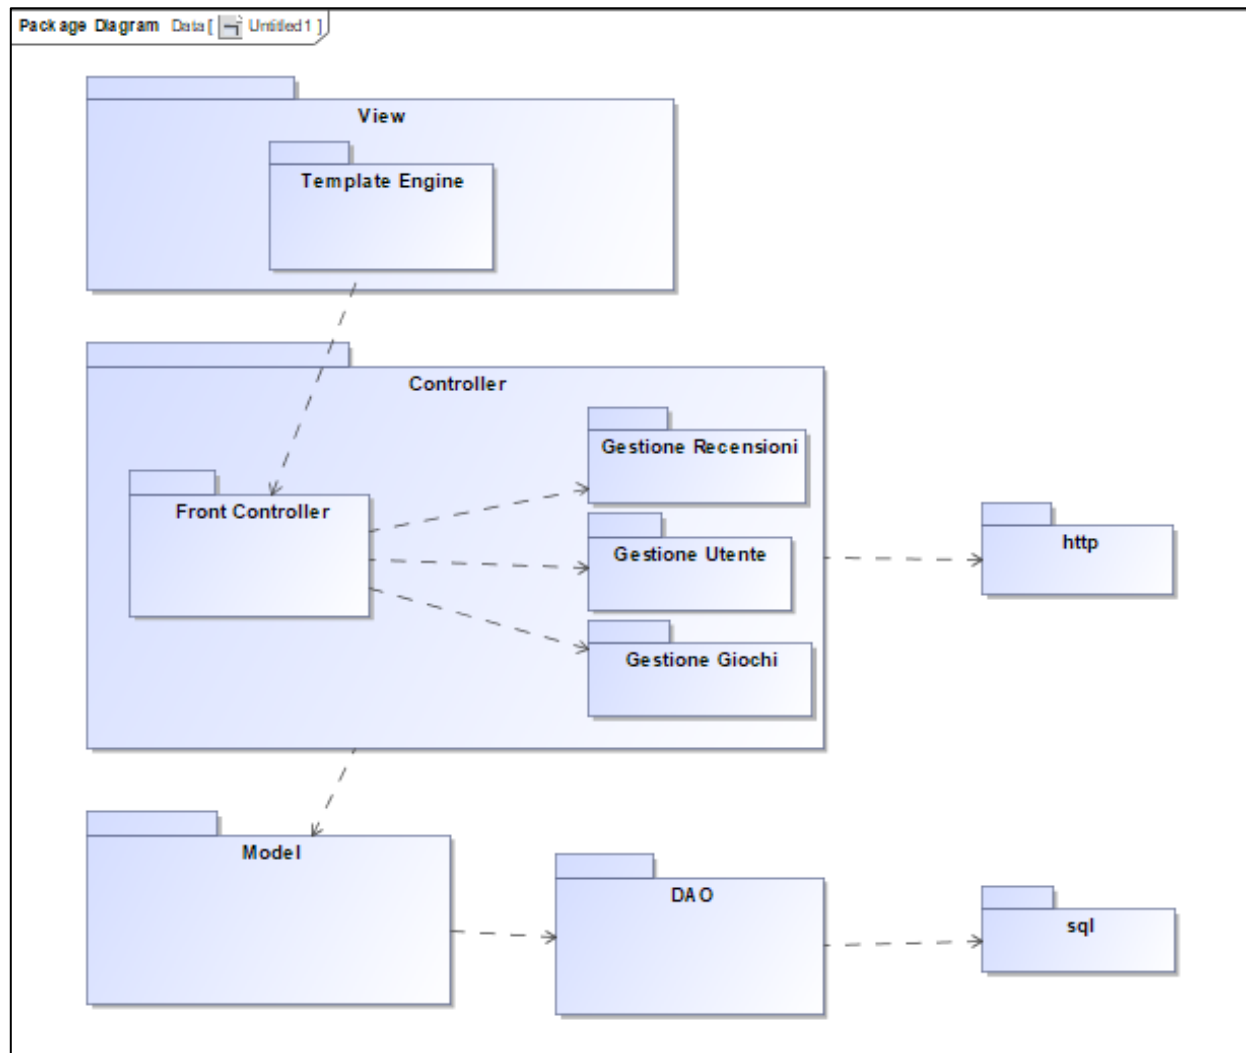 Package Diagram Data [ Untitled1 ]
View
Template Engine
Controller
Gestione Recensioni
Front Controller
Gestione Utente
http
Gestione Giochi
Model
DAO
sql